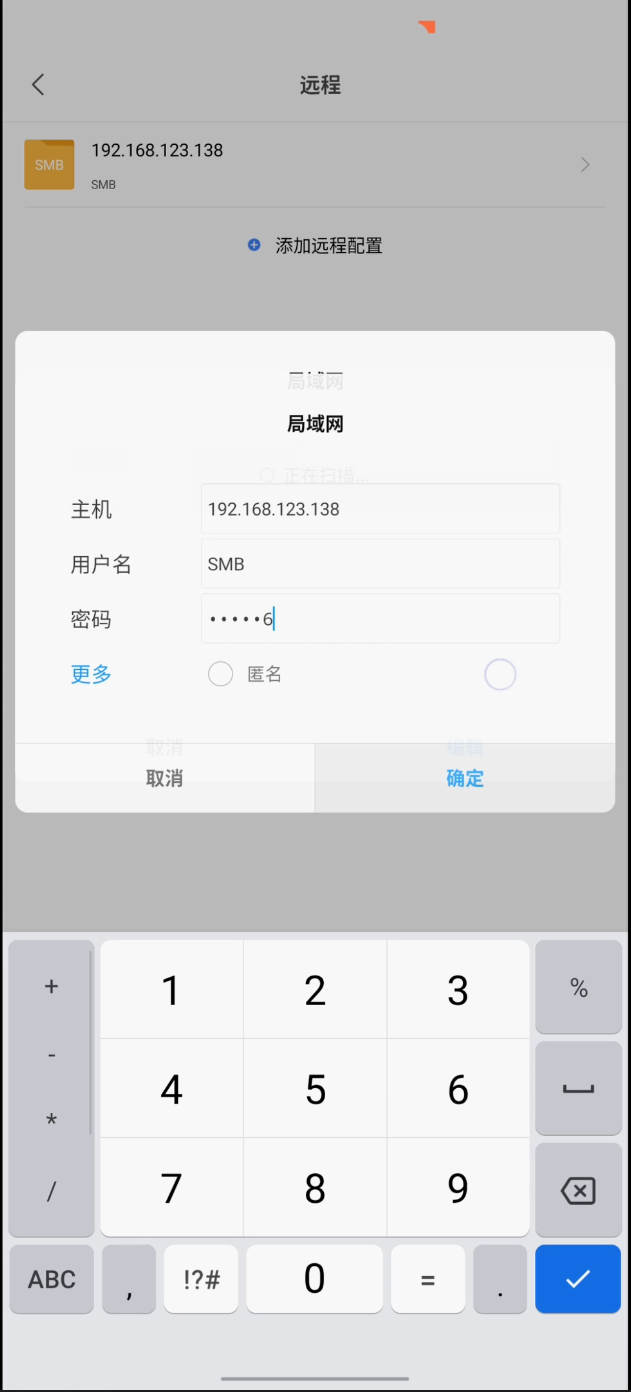 远程
SMB
192.168.123.138
SMB
添加远程配置
局域网
局域网
正在扫描...
主机
192.168.123.138
用户名
SMB
密码
•••••6
更多
匿名
取消
编辑
取消
确定
+
1
2
3
%
-
4
5
6
*
7
8
9
/
ABC
,
!?#
0
=
.